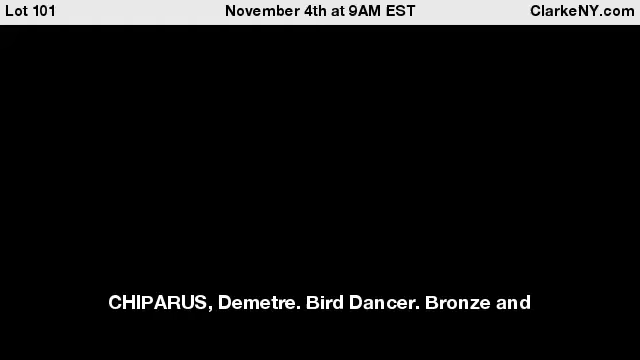 Lot 101 November 4th at 9AM EST ClarkeNY.com
CHIPARUS, Demetre. Bird Dancer. Bronze and